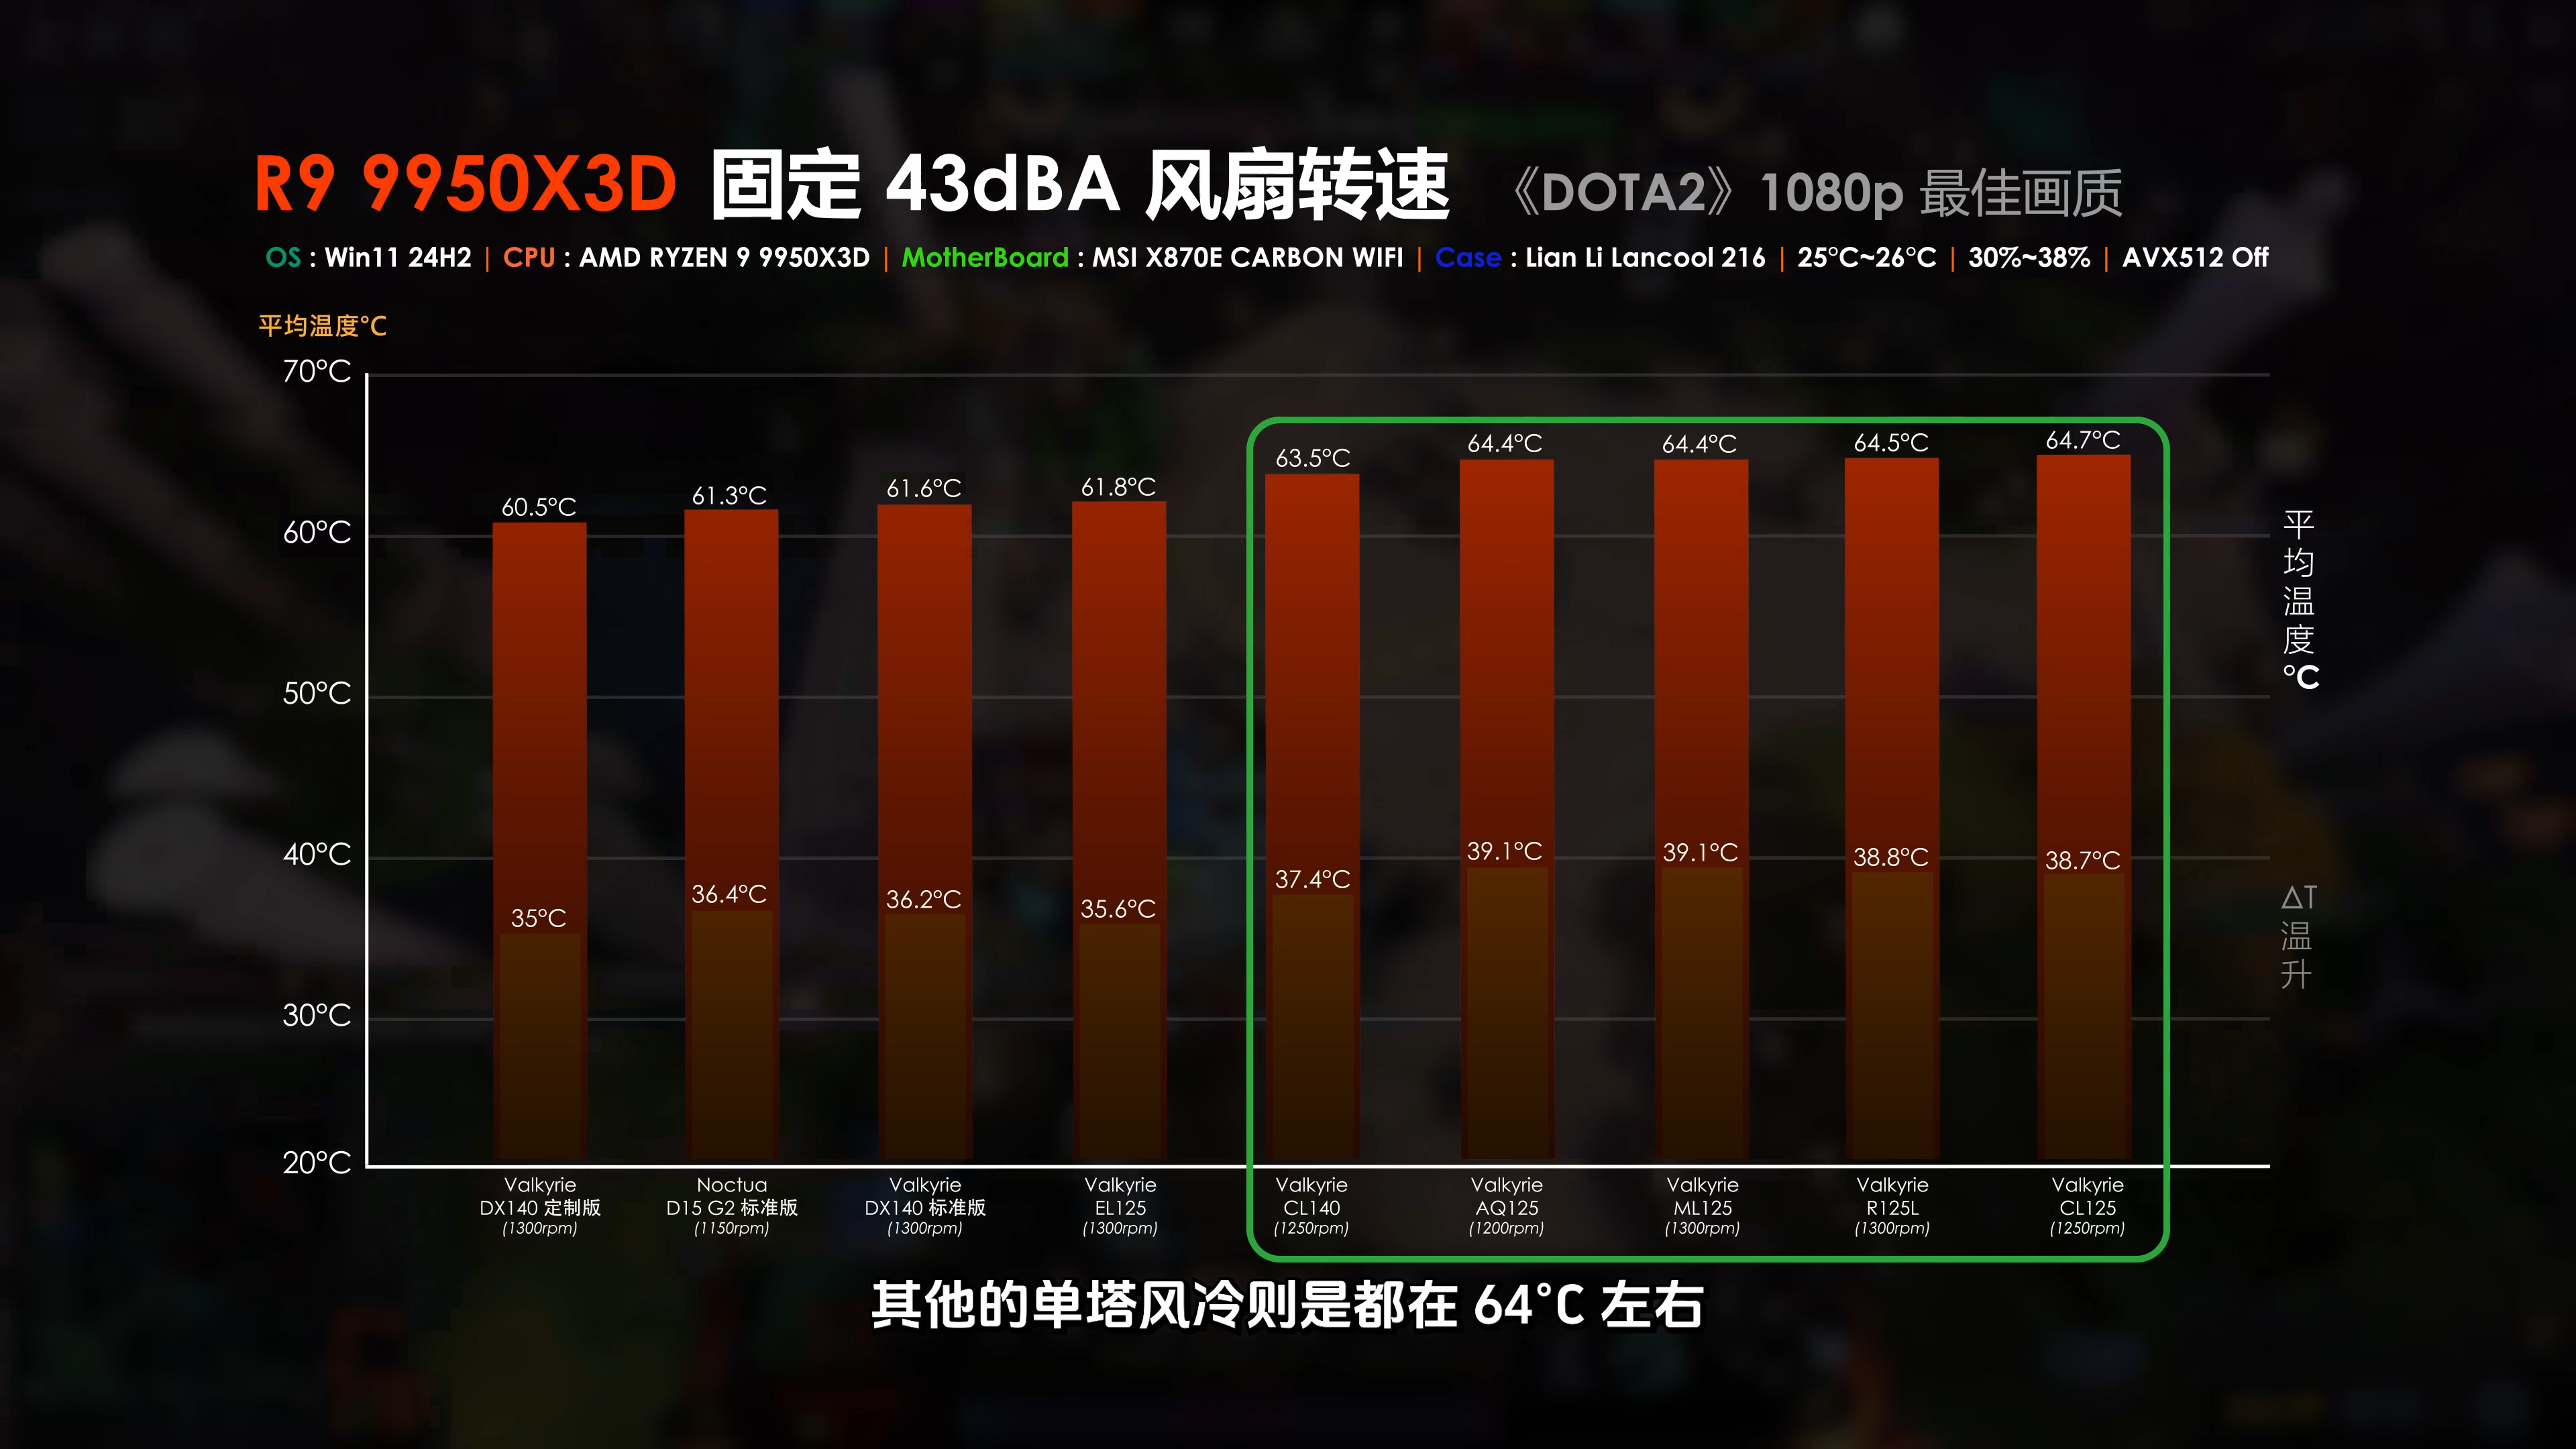 R9 9950X3D 固定 43dBA 风扇转速 《DOTA2》1080p 最佳画质
OS : Win11 24H2 | CPU : AMD RYZEN 9 9950X3D | MotherBoard : MSI X870E CARBON WIFI | Case : Lian Li Lancool 216 | 25°C~26°C | 30%~38% | AVX512 Off
平均温度°C
70°C
60°C
50°C
40°C
30°C
20°C
60.5°C
61.3°C
61.6°C
61.8°C
63.5°C
64.4°C
64.4°C
64.5°C
64.7°C
35°C
36.4°C
36.2°C
35.6°C
37.4°C
39.1°C
39.1°C
38.8°C
38.7°C
平均温度°C
ΔT温升
Valkyrie
DX140 定制版
(1300rpm)
Noctua
D15 G2 标准版
(1150rpm)
Valkyrie
DX140 标准版
(1300rpm)
Valkyrie
EL125
(1300rpm)
Valkyrie
CL140
(1250rpm)
Valkyrie
AQ125
(1200rpm)
Valkyrie
ML125
(1300rpm)
Valkyrie
R125L
(1300rpm)
Valkyrie
CL125
(1250rpm)
其他的单塔风冷则是都在 64°C 左右